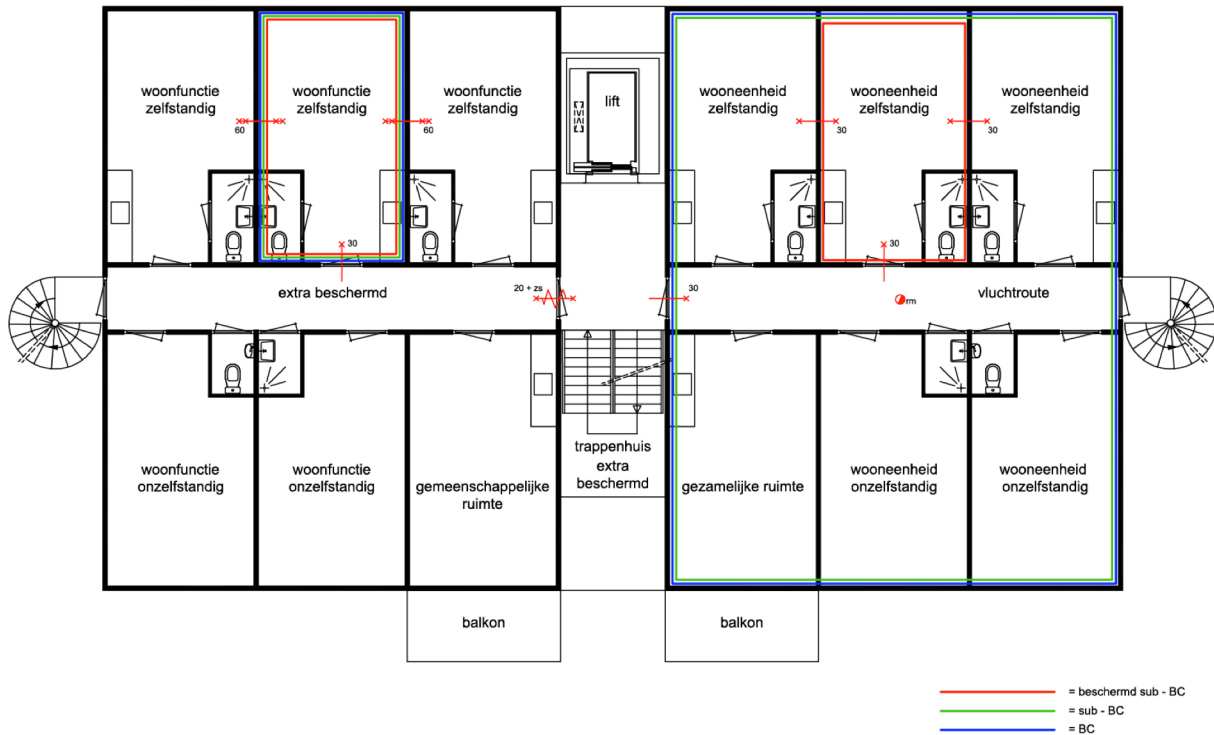 woonfunctie
zelfstandig
woonfunctie
zelfstandig
woonfunctie
zelfstandig
lift
wooneenheid
zelfstandig
wooneenheid
zelfstandig
wooneenheid
zelfstandig
60
60
30
30
30
30
extra beschermd
20 + zs
30
rm
vluchtroute
woonfunctie
onzelfstandig
woonfunctie
onzelfstandig
gemeenschappelijke
ruimte
trappenhuis
extra
beschermd
gezamelijke ruimte
wooneenheid
onzelfstandig
wooneenheid
onzelfstandig
balkon
balkon
= beschermd sub - BC
= sub - BC
= BC